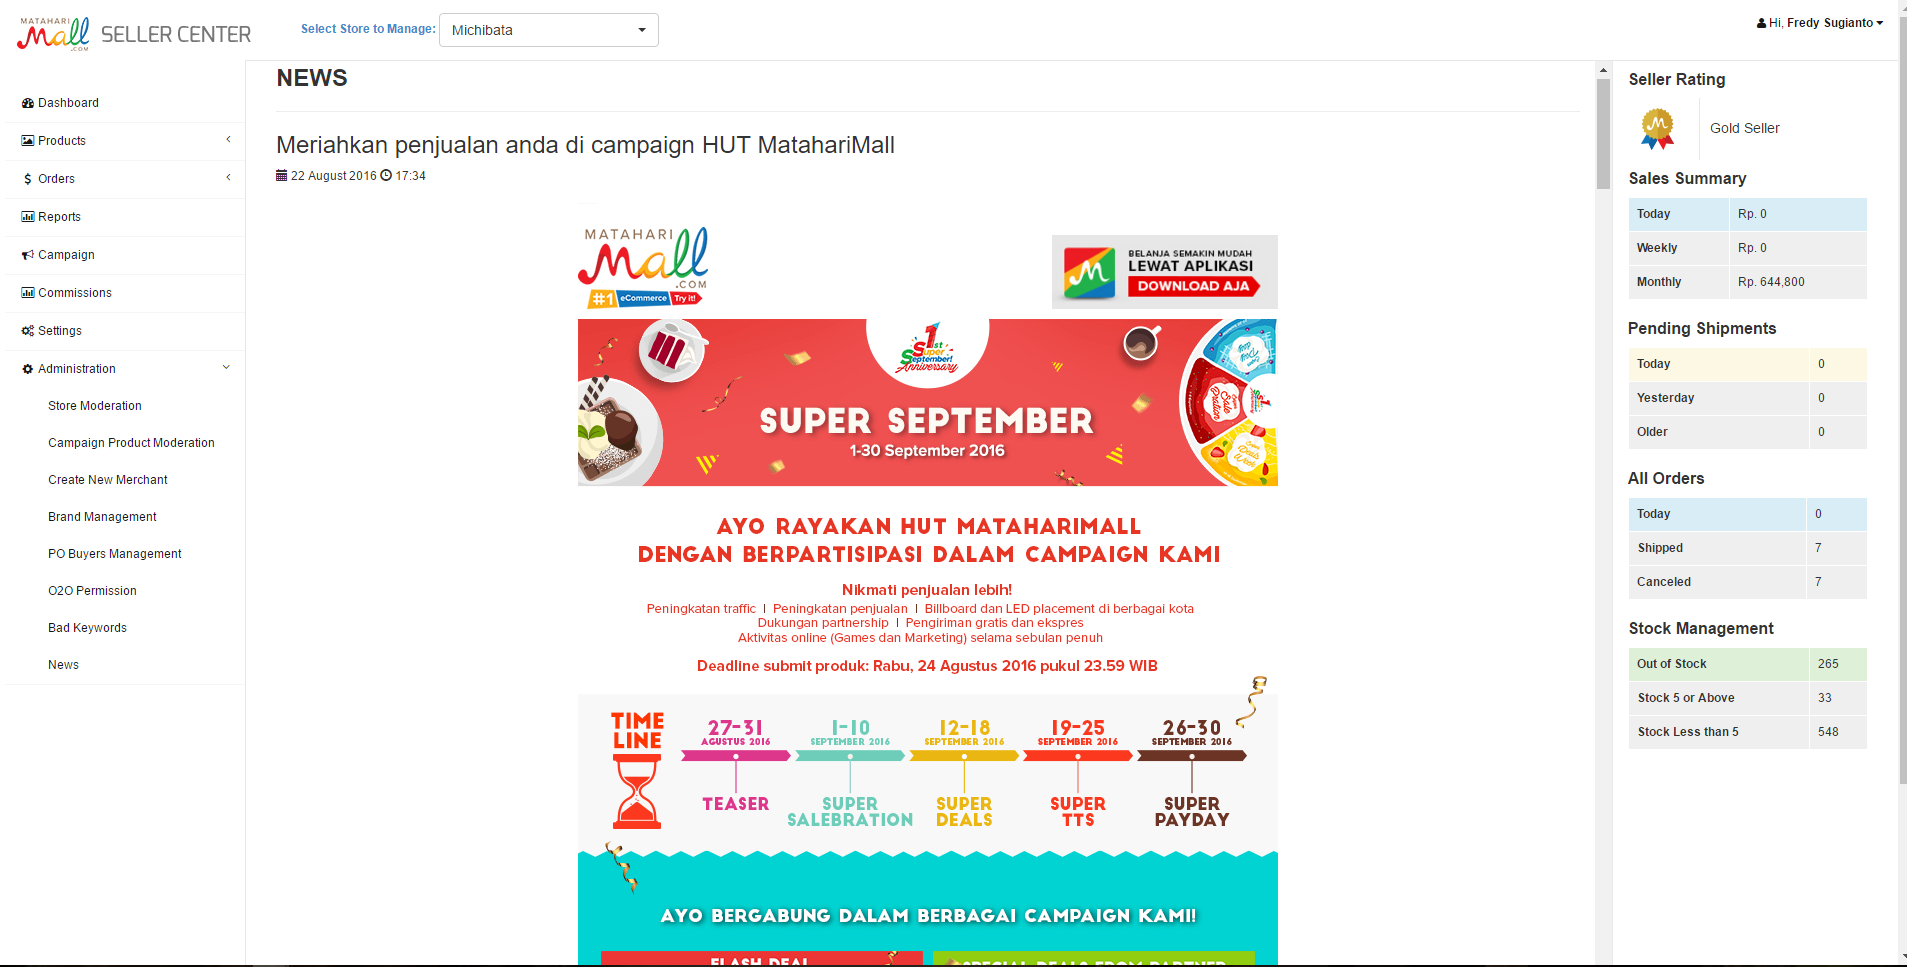 MATAHARI
Mall
.COM
SELLER CENTER
Select Store to Manage:
Michibata
Hi, Fredy Sugianto
Dashboard
Products
Orders
Reports
Campaign
Commissions
Settings
Administration
Store Moderation
Campaign Product Moderation
Create New Merchant
Brand Management
PO Buyers Management
O2O Permission
Bad Keywords
News
NEWS
Meriahkan penjualan anda di campaign HUT MatahariMall
22 August 2016 17:34
MATAHARI
Mall
.COM
#1 eCommerce Try it!
BELANJA SEMAKIN MUDAH
LEWAT APLIKASI
DOWNLOAD AJA
1st
Super
September!
Anniversary
SUPER SEPTEMBER
1-30 September 2016
AYO RAYAKAN HUT MATAHARIMALL
DENGAN BERPARTISIPASI DALAM CAMPAIGN KAMI
Nikmati penjualan lebih!
Peningkatan traffic | Peningkatan penjualan | Billboard dan LED placement di berbagai kota
Dukungan partnership | Pengiriman gratis dan ekspres
Aktivitas online (Games dan Marketing) selama sebulan penuh
Deadline submit produk: Rabu, 24 Agustus 2016 pukul 23.59 WIB
TIME
LINE
27-31
AGUSTUS 2016
TEASER
1-10
SEPTEMBER 2016
SUPER
SALEBRATION
12-18
SEPTEMBER 2016
SUPER
DEALS
19-25
SEPTEMBER 2016
SUPER
TTS
26-30
SEPTEMBER 2016
SUPER
PAYDAY
AYO BERGABUNG DALAM BERBAGAI CAMPAIGN KAMI!
FLASH DEAL
SPECIAL DEALS FROM PARTNER
Seller Rating
Gold Seller
Sales Summary
Today Rp. 0
Weekly Rp. 0
Monthly Rp. 644,800
Pending Shipments
Today 0
Yesterday 0
Older 0
All Orders
Today 0
Shipped 7
Canceled 7
Stock Management
Out of Stock 265
Stock 5 or Above 33
Stock Less than 5 548